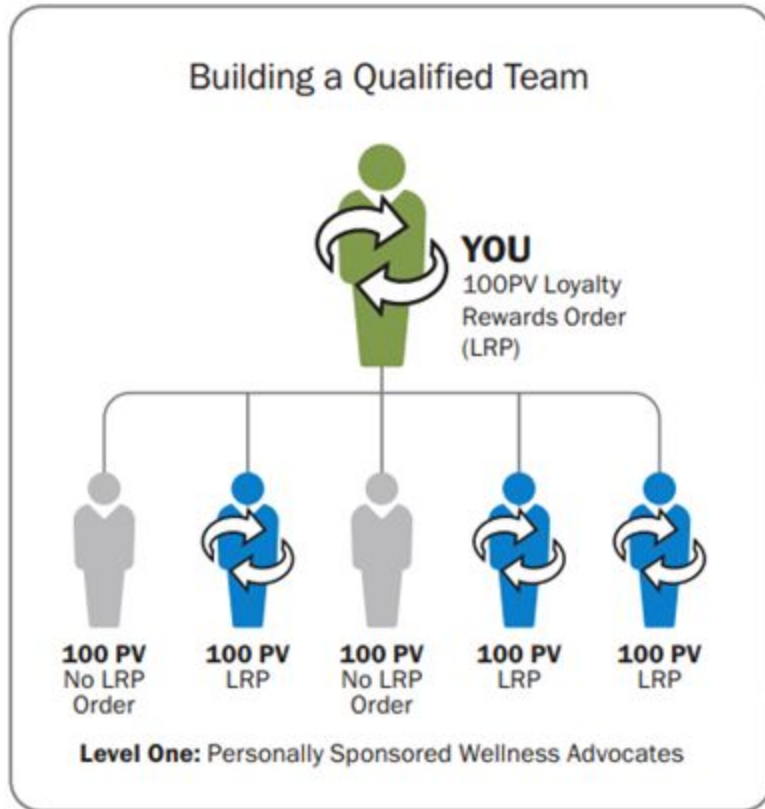 Building a Qualified Team
YOU
100PV Loyalty
Rewards Order
(LRP)
100 PV
No LRP
Order
100 PV
LRP
100 PV
No LRP
Order
100 PV
LRP
100 PV
LRP
Level One: Personally Sponsored Wellness Advocates